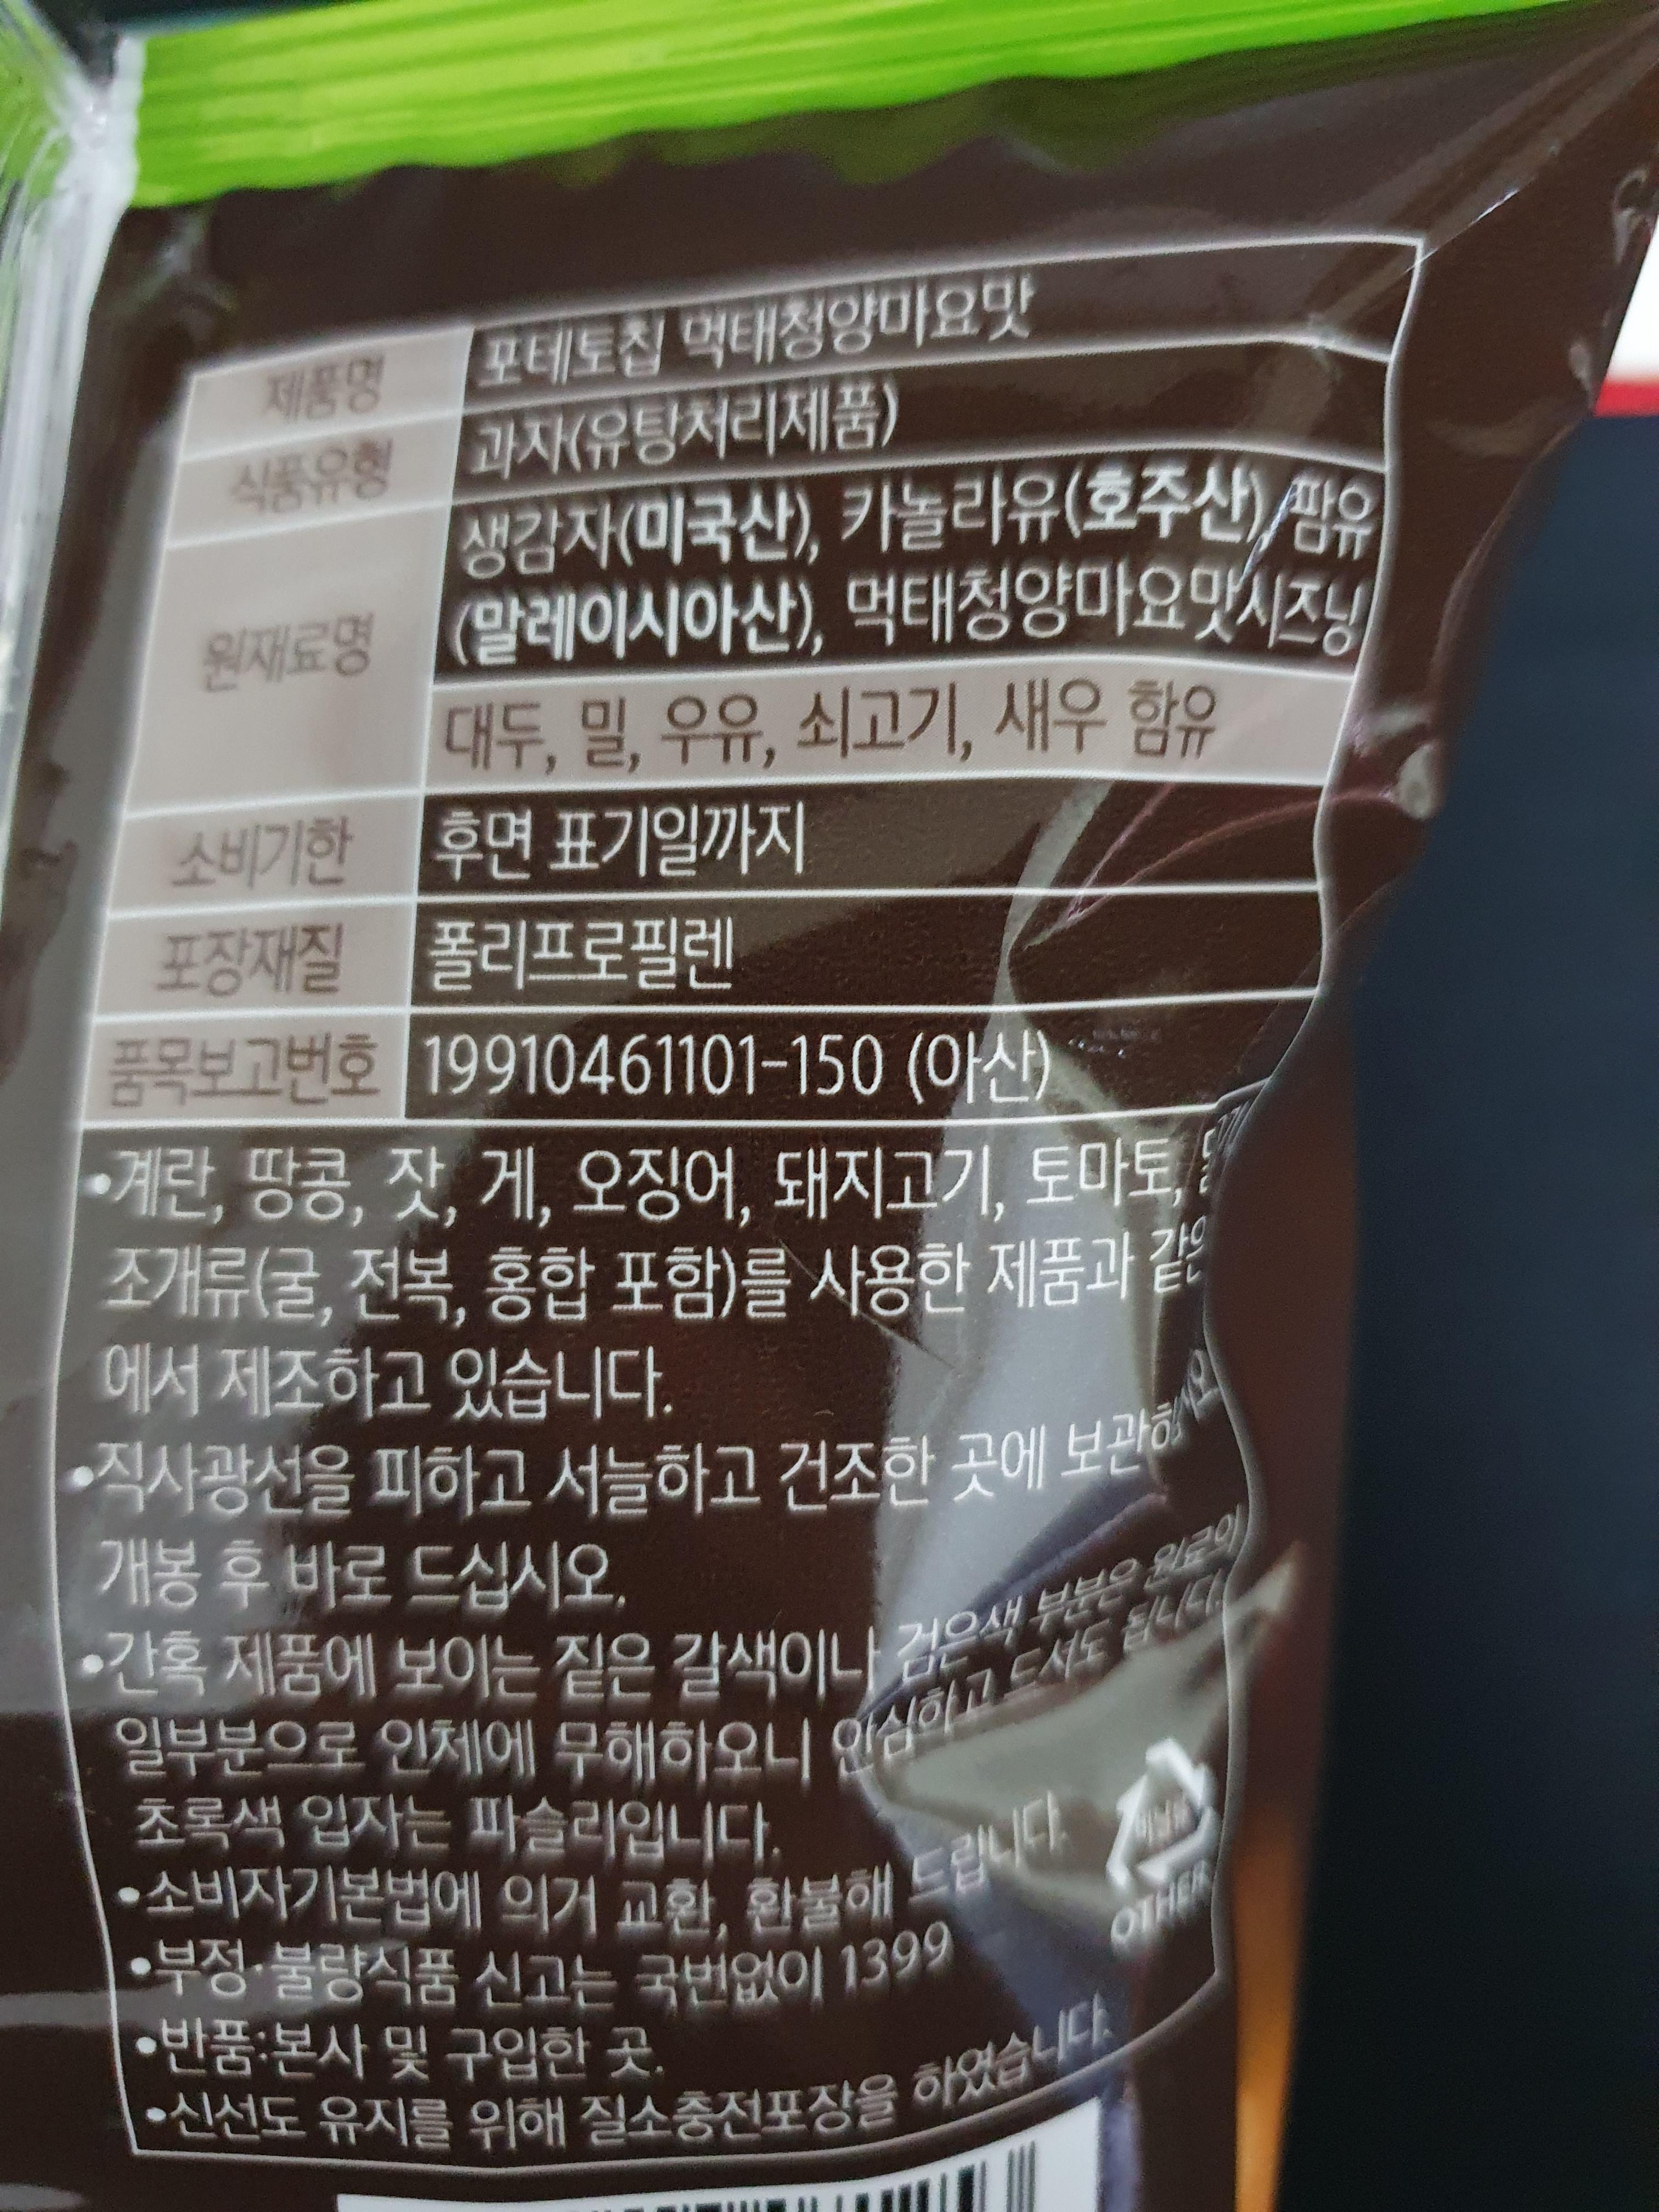 제품명 포테토칩 먹태청양마요맛
식품유형 과자(유탕처리제품)
원재료명 생감자(미국산), 카놀라유(호주산), 팜유
(말레이시아산), 먹태청양마요맛시즈닝
대두, 밀, 우유, 쇠고기, 새우 함유
소비기한 후면 표기일까지
포장재질 폴리프로필렌
품목보고번호 19910461101-150 (아산)
•계란, 땅콩, 잣, 게, 오징어, 돼지고기, 토마토,
조개류(굴, 전복, 홍합 포함)를 사용한 제품과 같은
에서 제조하고 있습니다.
•직사광선을 피하고 서늘하고 건조한 곳에 보관하시오
개봉 후 바로 드십시오.
•간혹 제품에 보이는 짙은 갈색이나 검은색 부분은 원료의
일부분으로 인체에 무해하오니 안심하고 드셔도 됩니다.
초록색 입자는 파슬리입니다.
•소비자기본법에 의거 교환, 환불해 드립니다.
•부정·불량식품 신고는 국번없이 1399
•반품:본사 및 구입한 곳.
•신선도 유지를 위해 질소충전포장을 하였습니다.
비닐류
OTHER